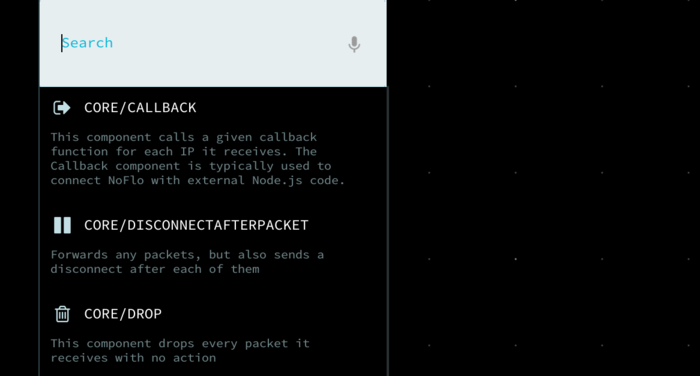 Search
CORE/CALLBACK
This component calls a given callback
function for each IP it receives. The
Callback component is typically used to
connect NoFlo with external Node.js code.
CORE/DISCONNECTAFTERPACKET
Forwards any packets, but also sends a
disconnect after each of them
CORE/DROP
This component drops every packet it
receives with no action